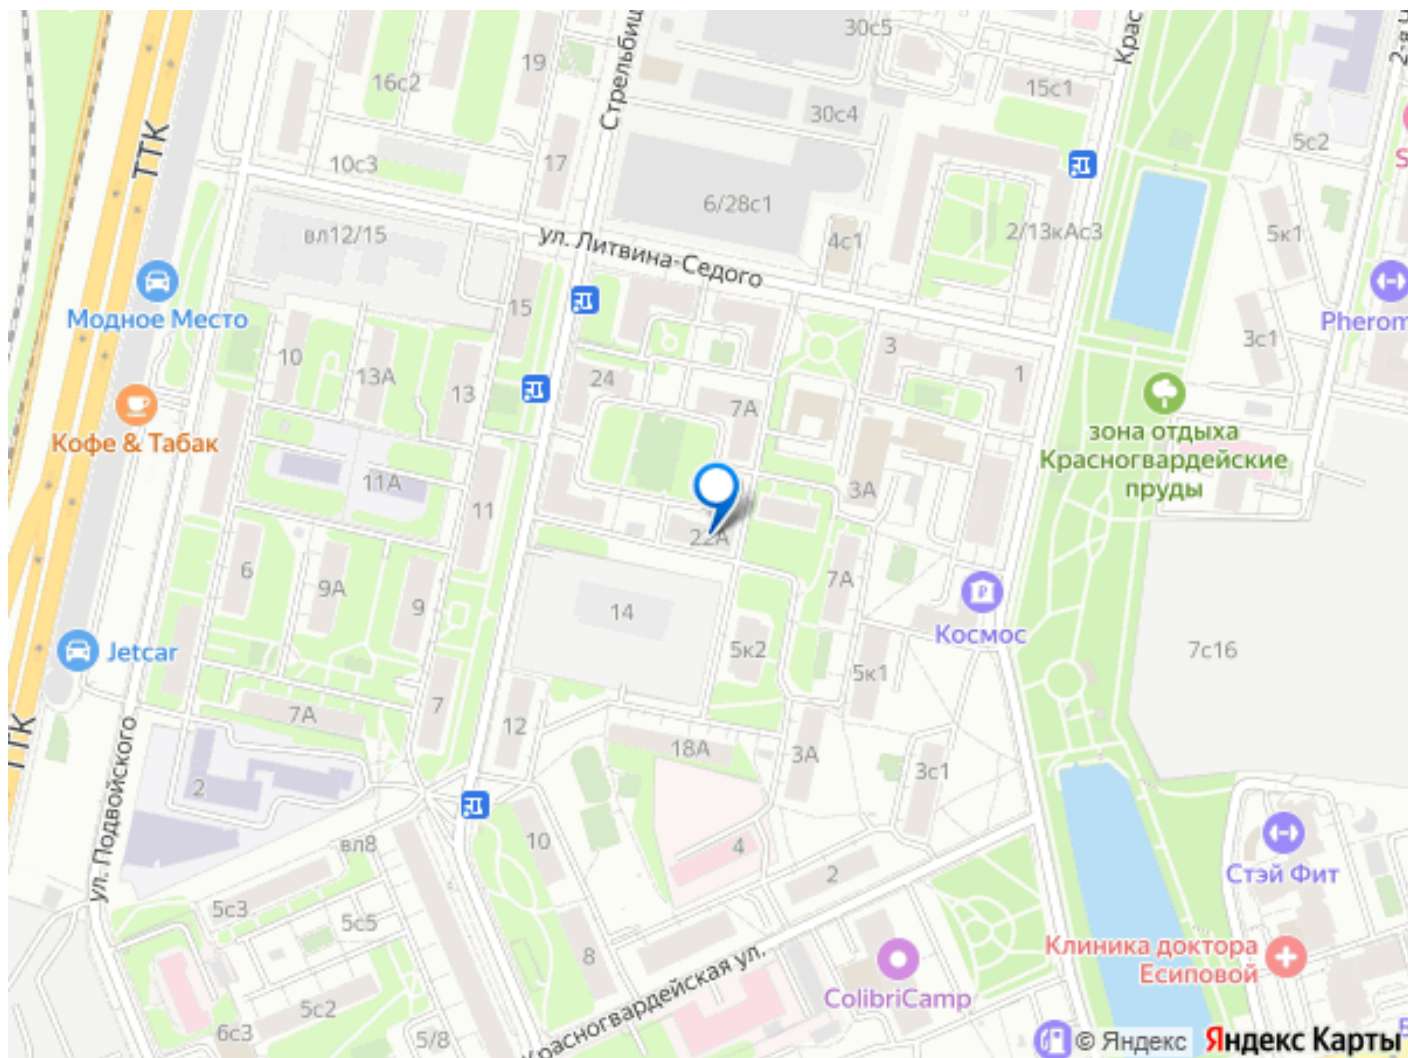 30с5
Крас
2-я
Стрельбищ
19
16с2
15с1
30с4
5с2
ТТК
10с3
17
6/28с1
5к1
вл12/15
ул. Литвина-Седого
4с1
2/13кАс3
Модное Место
15
Pherom
10
13А
3
3с1
13
24
1
7А
Кофе & Табак
зона отдыха
Красногвардейские
пруды
11А
3А
11
22А
6
9А
9
14
7А
Космос
Jetcar
5к2
5к1
7с16
7А
7
12
18А
3А
3с1
ТТК
2
ул. Подвойского
вл8
10
4
2
Стэй Фит
5с3
5с5
8
Красногвардейская ул.
Клиника доктора
Есиповой
ColibriCamp
5с2
6с3
5/8
© Яндекс
Яндекс Карты